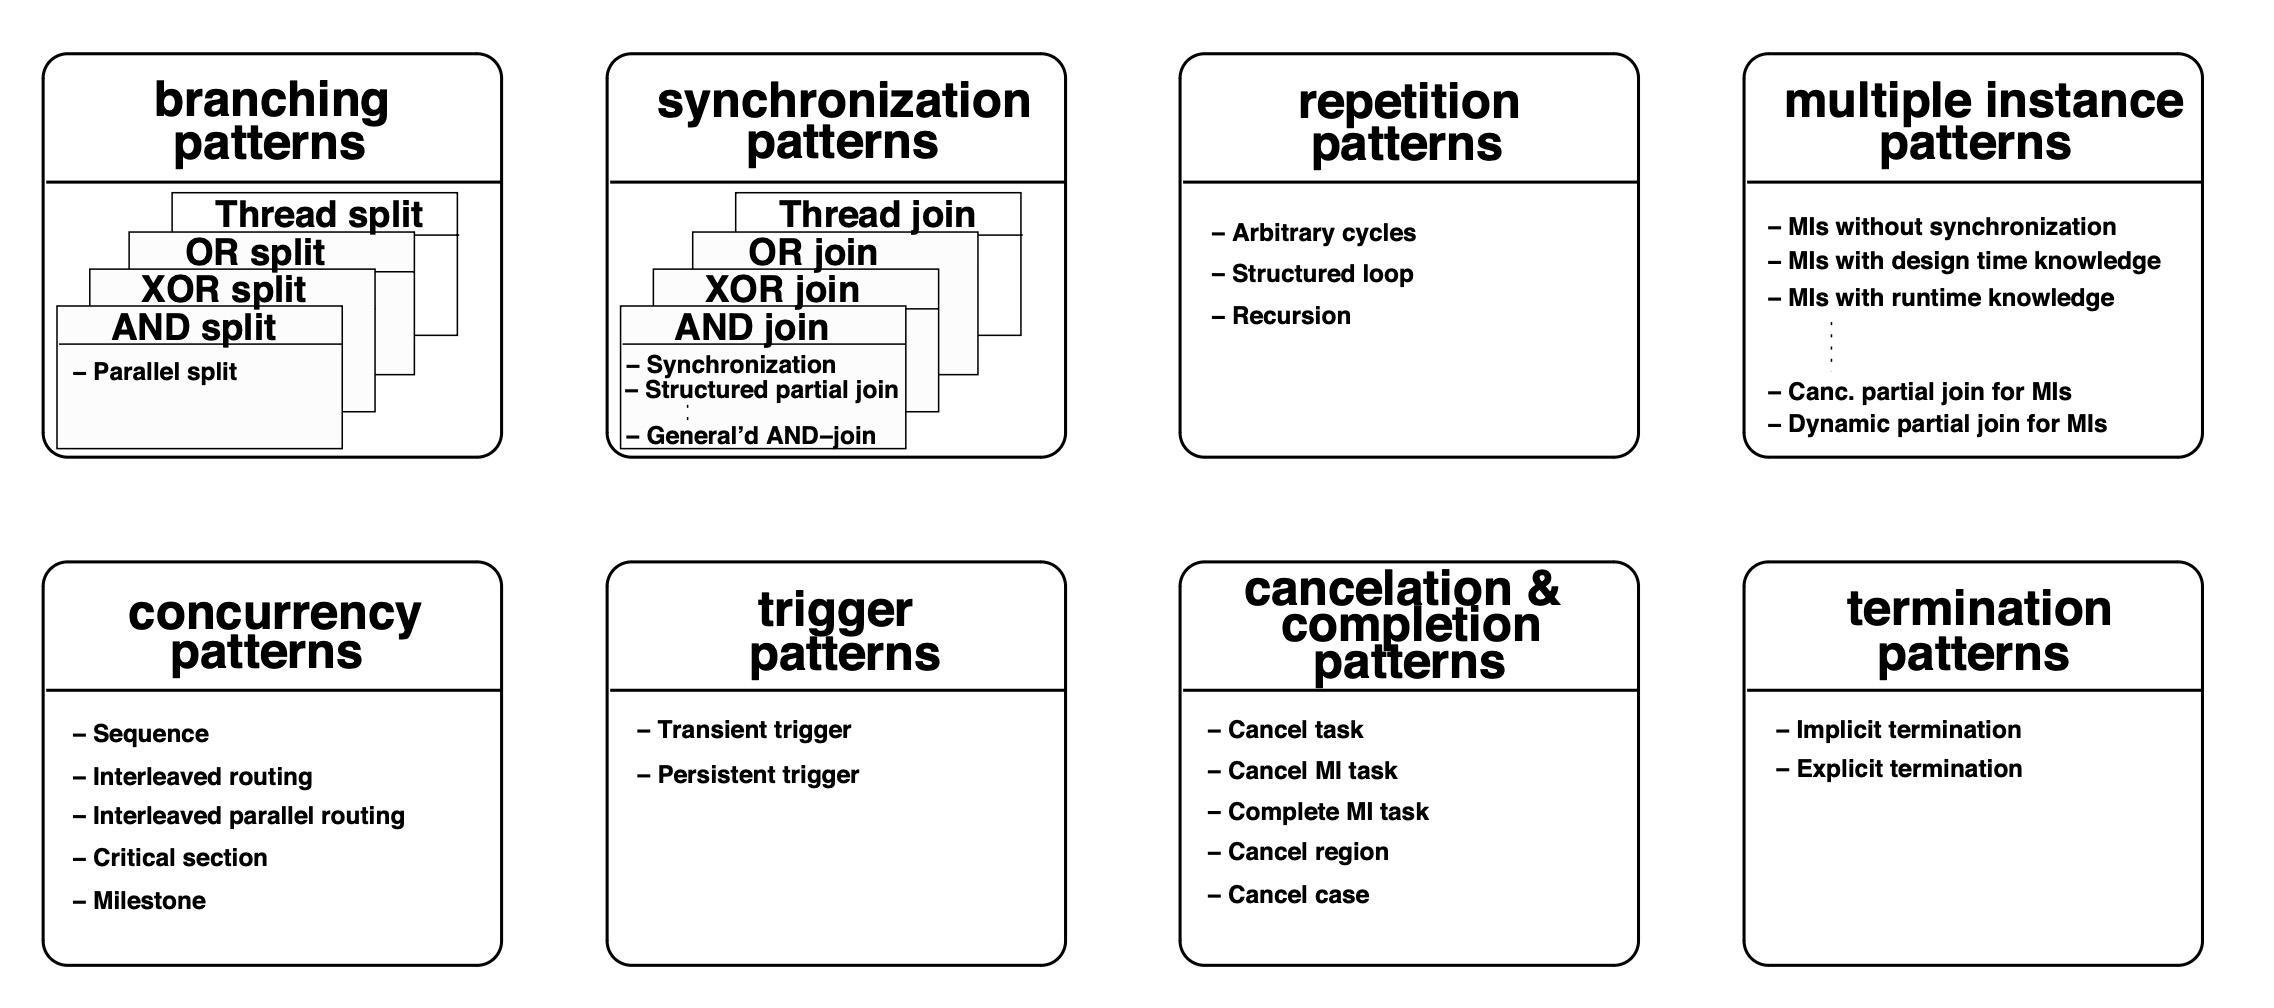 branching
patterns
Thread split
OR split
XOR split
AND split
– Parallel split
synchronization
patterns
Thread join
OR join
XOR join
AND join
– Synchronization
– Structured partial join
– General’d AND–join
repetition
patterns
– Arbitrary cycles
– Structured loop
– Recursion
multiple instance
patterns
– MIs without synchronization
– MIs with design time knowledge
– MIs with runtime knowledge
– Canc. partial join for MIs
– Dynamic partial join for MIs
concurrency
patterns
– Sequence
– Interleaved routing
– Interleaved parallel routing
– Critical section
– Milestone
trigger
patterns
– Transient trigger
– Persistent trigger
cancelation &
completion
patterns
– Cancel task
– Cancel MI task
– Complete MI task
– Cancel region
– Cancel case
termination
patterns
– Implicit termination
– Explicit termination